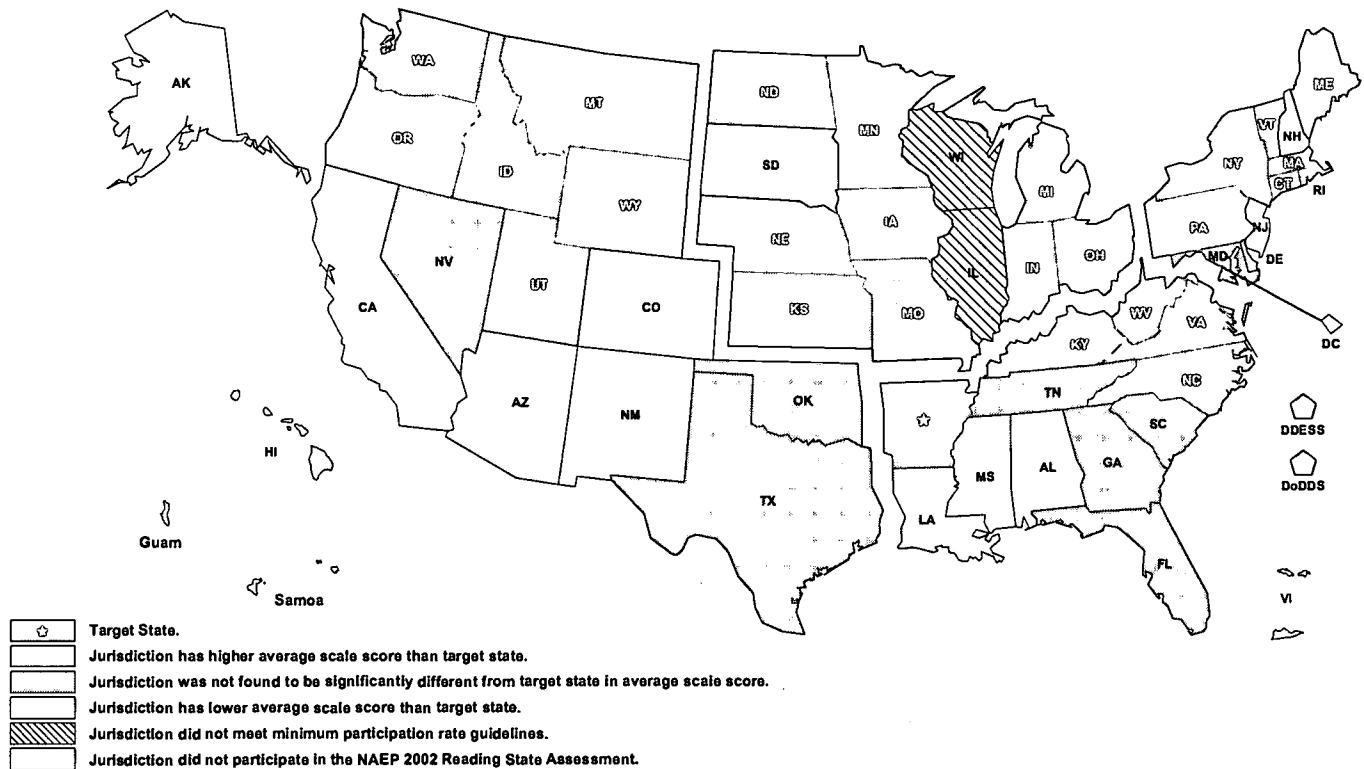 AK
WA
MT
ND
MN
ME
VT
NH
OR
ID
SD
WI
MI
NY
MA
CT
RI
WY
IA
PA
NJ
NE
OH
MD
DE
NV
UT
IL
IN
CA
CO
KS
MO
WV
VA
KY
DC
AZ
NM
OK
TN
NC
HI
SC
DDESS
MS
AL
GA
TX
LA
DoDDS
Guam
FL
Samoa
VI
Target State.
Jurisdiction has higher average scale score than target state.
Jurisdiction was not found to be significantly different from target state in average scale score.
Jurisdiction has lower average scale score than target state.
Jurisdiction did not meet minimum participation rate guidelines.
Jurisdiction did not participate in the NAEP 2002 Reading State Assessment.